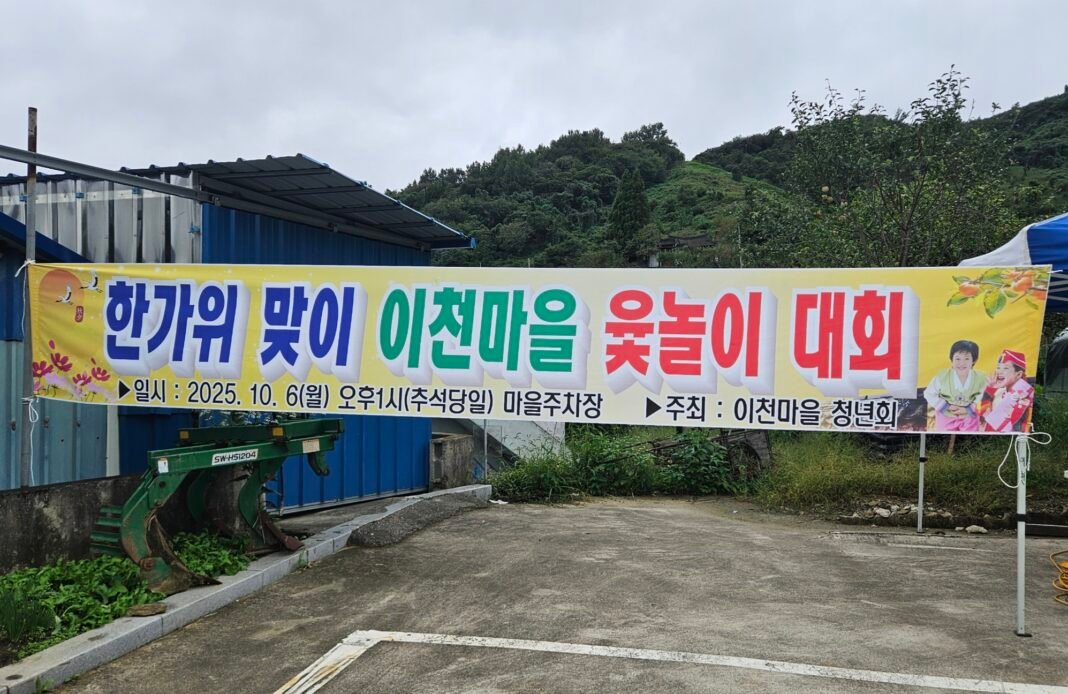 한가위 맞이 이천마을 윷놀이 대회
▶일시 : 2025. 10. 6(월) 오후1시(추석당일) 마을주차장 ▶주최 : 이천마을 청년회
SW-HS1204